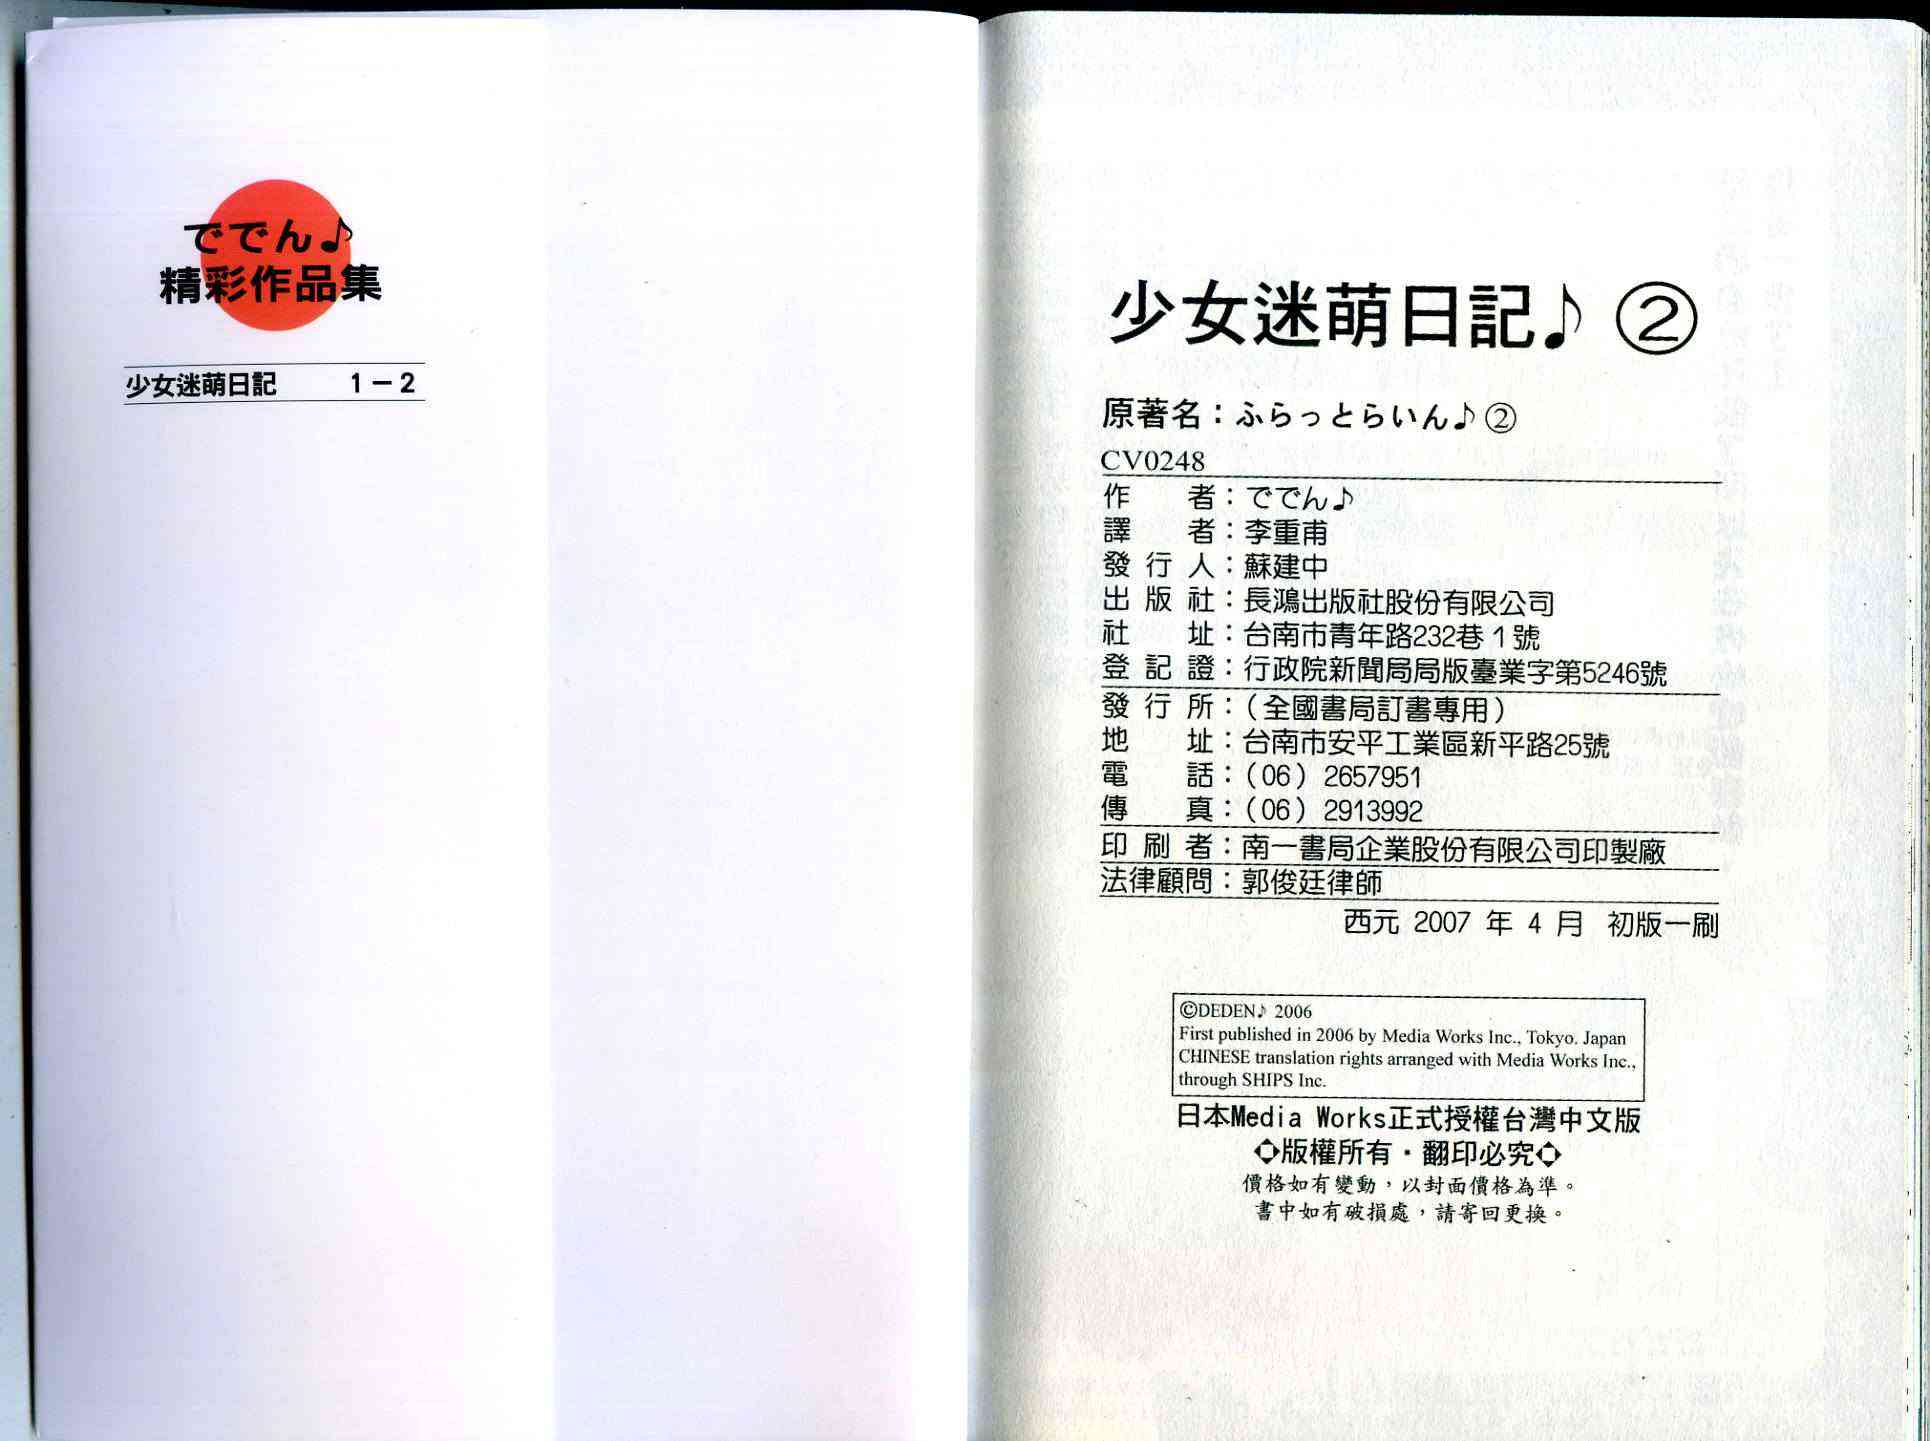 ででん♪
精彩作品集
少女迷萌日記 1－2
少女迷萌日記♪ ②
原著名：ふらっとらいん♪②
CV0248
作者：ででん♪
譯者：李重甫
發行人：蘇建中
出版社：長鴻出版社股份有限公司
社址：台南市青年路232巷1號
登記證：行政院新聞局局版臺業字第5246號
發行所：（全國書局訂書專用）
地址：台南市安平工業區新平路25號
電話：（06）2657951
傳真：（06）2913992
印刷者：南一書局企業股份有限公司印製廠
法律顧問：郭俊廷律師
西元 2007 年 4 月 初版一刷
©DEDEN♪ 2006
First published in 2006 by Media Works Inc., Tokyo. Japan
CHINESE translation rights arranged with Media Works Inc.,
through SHIPS Inc.
日本Media Works正式授權台灣中文版
◇版權所有・翻印必究◇
價格如有變動，以封面價格為準。
書中如有破損處，請寄回更換。